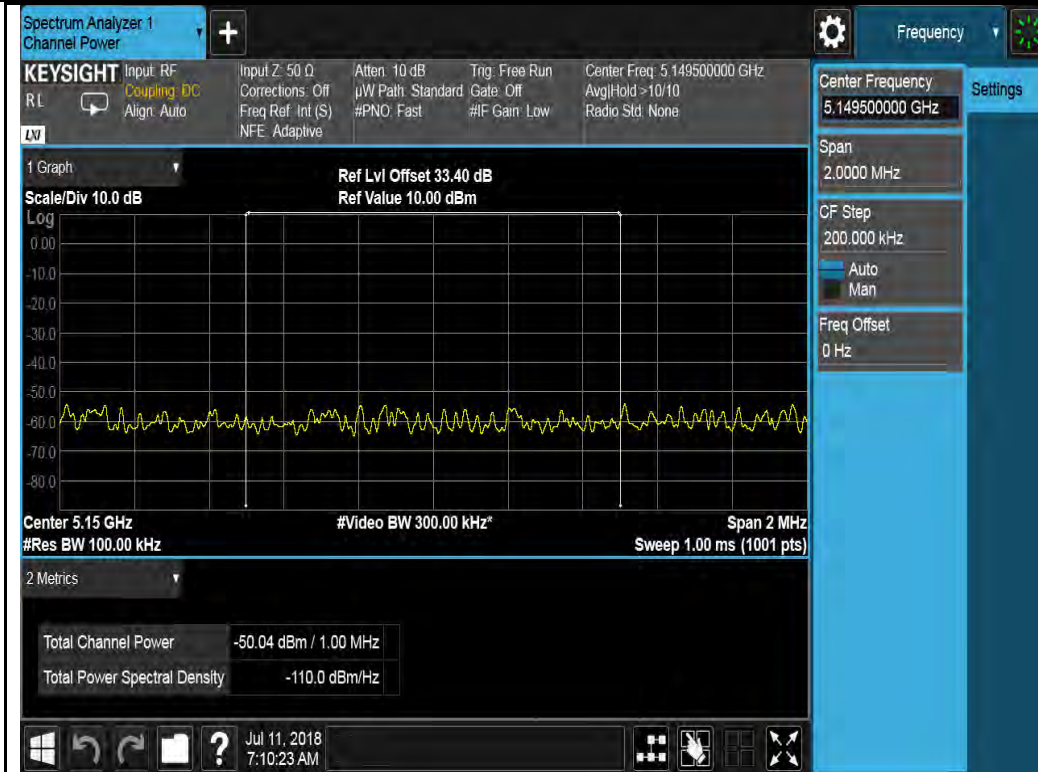 Spectrum Analyzer 1
Channel Power
+
Frequency
KEYSIGHT
RL
LXI
Input: RF
Coupling: DC
Align: Auto
Input Z: 50 Ω
Corrections: Off
Freq Ref: Int (S)
NFE: Adaptive
Atten: 10 dB
µW Path: Standard
#PNO: Fast
Trig: Free Run
Gate: Off
#IF Gain: Low
Center Freq: 5.149500000 GHz
Avg|Hold >10/10
Radio Std: None
Center Frequency
5.149500000 GHz
Settings
Span
2.0000 MHz
CF Step
200.000 kHz
Auto
Man
Freq Offset
0 Hz
1 Graph
Ref Lvl Offset 33.40 dB
Scale/Div 10.0 dB
Ref Value 10.00 dBm
Log
0.00
-10.0
-20.0
-30.0
-40.0
-50.0
-60.0
-70.0
-80.0
Center 5.15 GHz
#Video BW 300.00 kHz*
Span 2 MHz
#Res BW 100.00 kHz
Sweep 1.00 ms (1001 pts)
2 Metrics
Total Channel Power -50.04 dBm / 1.00 MHz
Total Power Spectral Density -110.0 dBm/Hz
?
Jul 11, 2018
7:10:23 AM